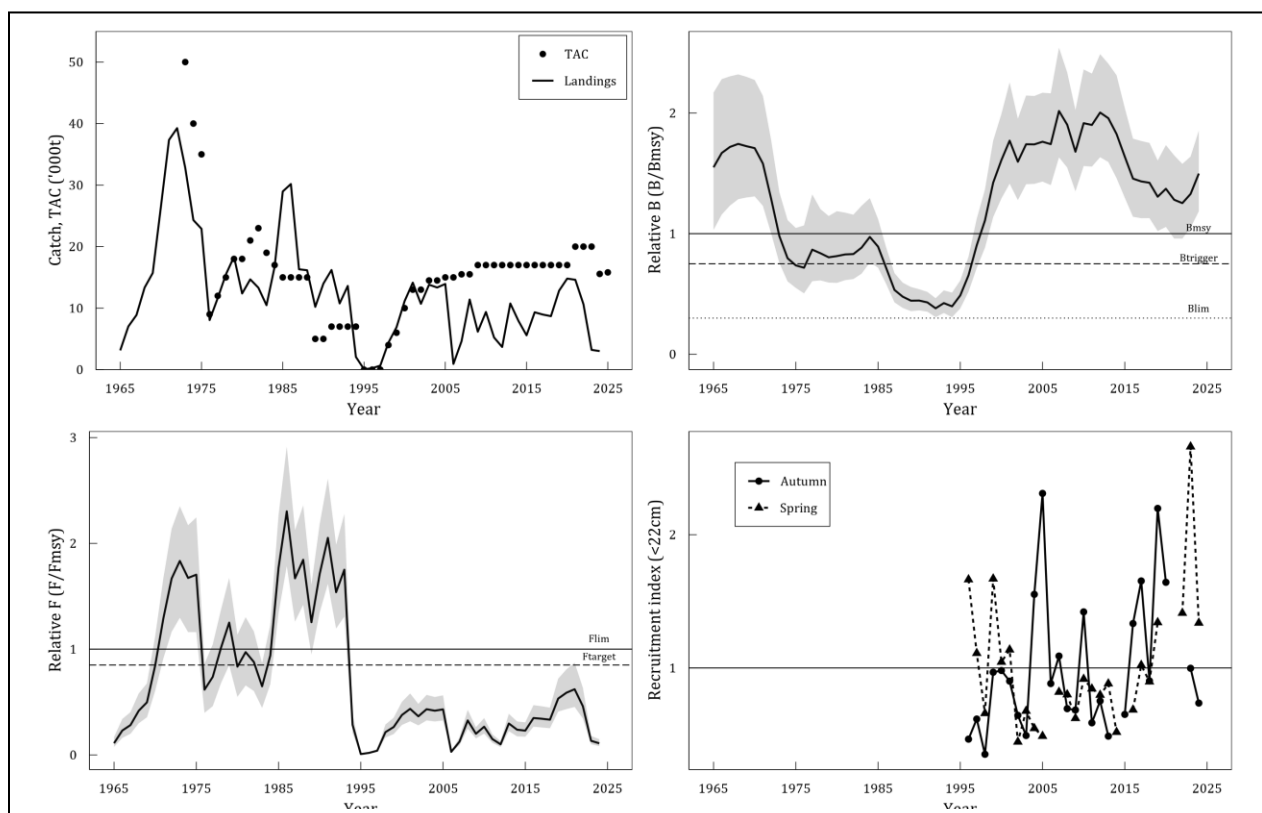 Catch, TAC ('000t)
50
40
30
20
10
0
TAC
Landings
1965 1975 1985 1995 2005 2015 2025
Year
Relative B (B/Bmsy)
2
1
0
Bmsy
Btrigger
Blim
1965 1975 1985 1995 2005 2015 2025
Year
Relative F (F/Fmsy)
3
2
1
0
Flim
Ftarget
1965 1975 1985 1995 2005 2015 2025
Year
Recruitment index (<22cm)
2
1
Autumn
Spring
1965 1975 1985 1995 2005 2015 2025
Year